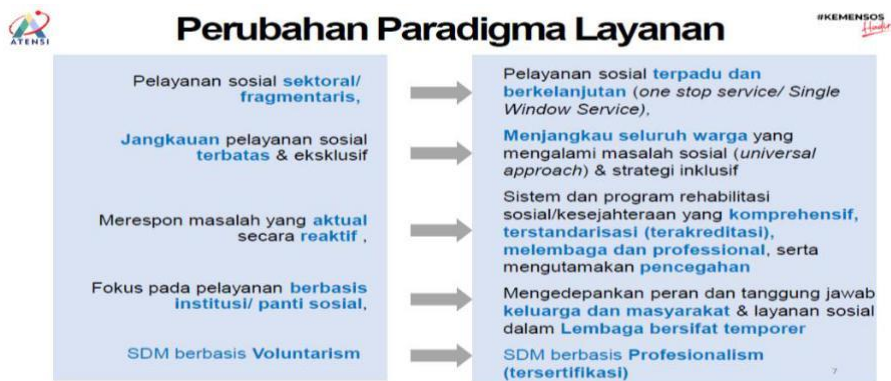 ATENSI
Perubahan Paradigma Layanan
#KEMENSOS
Hadir
Pelayanan sosial sektoral/
fragmentaris,
Pelayanan sosial terpadu dan
berkelanjutan (one stop service/ Single
Window Service),
Jangkauan pelayanan sosial
terbatas & eksklusif
Menjangkau seluruh warga yang
mengalami masalah sosial (universal
approach) & strategi inklusif
Merespon masalah yang aktual
secara reaktif ,
Sistem dan program rehabilitasi
sosial/kesejahteraan yang komprehensif,
terstandarisasi (terakreditasi),
melembaga dan professional, serta
mengutamakan pencegahan
Fokus pada pelayanan berbasis
institusi/ panti sosial,
Mengedepankan peran dan tanggung jawab
keluarga dan masyarakat & layanan sosial
dalam Lembaga bersifat temporer
SDM berbasis Voluntarism
SDM berbasis Profesionalism
(tersertifikasi)
7